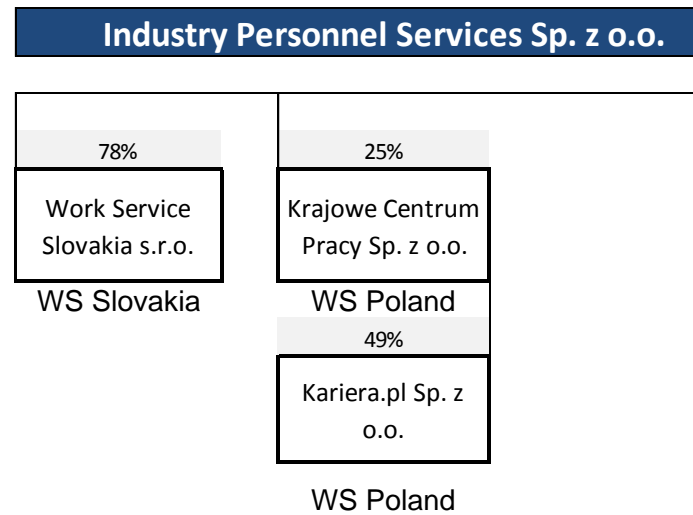 Industry Personnel Services Sp. z o.o.
78%
25%
Work Service
Slovakia s.r.o.
Krajowe Centrum
Pracy Sp. z o.o.
WS Slovakia
WS Poland
49%
Kariera.pl Sp. z
o.o.
WS Poland